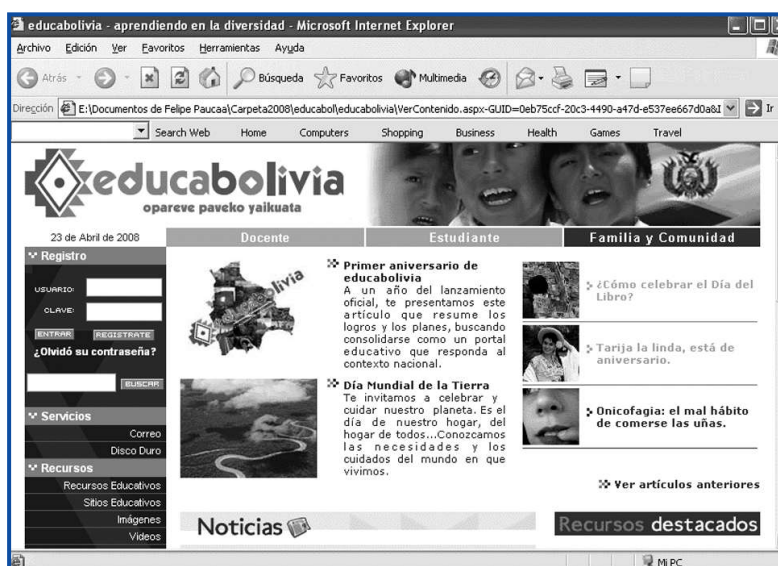 educabolivia - aprendiendo en la diversidad - Microsoft Internet Explorer
Archivo Edición Ver Favoritos Herramientas Ayuda
Atrás Búsqueda Favoritos Multimedia
Dirección E:\Documentos de Felipe Paucaa\Carpeta2008\educabol\educabolivia\VerContenido.aspx-GUID=0eb75ccf-20c3-4490-a47d-e537ee667d0a&I Ir
Search Web Home Computers Shopping Business Health Games Travel
educabolivia
opareve paveko yaikuata
23 de Abril de 2008
Docente Estudiante Familia y Comunidad
Registro
USUARIO:
CLAVE:
ENTRAR REGISTRATE
¿Olvidó su contraseña?
BUSCAR
Servicios
Correo
Disco Duro
Recursos
Recursos Educativos
Sitios Educativos
Imágenes
Videos
bolivia
Primer aniversario de
educabolivia
A un año del lanzamiento
oficial, te presentamos este
artículo que resume los
logros y los planes, buscando
consolidarse como un portal
educativo que responda al
contexto nacional.
Día Mundial de la Tierra
Te invitamos a celebrar y
cuidar nuestro planeta. Es el
día de nuestro hogar, del
hogar de todos...Conozcamos
las necesidades y los
cuidados del mundo en que
vivimos.
¿Cómo celebrar el Día del
Libro?
Tarija la linda, está de
aniversario.
Onicofagia: el mal hábito
de comerse las uñas.
Ver artículos anteriores
Noticias
Recursos destacados
Mi PC